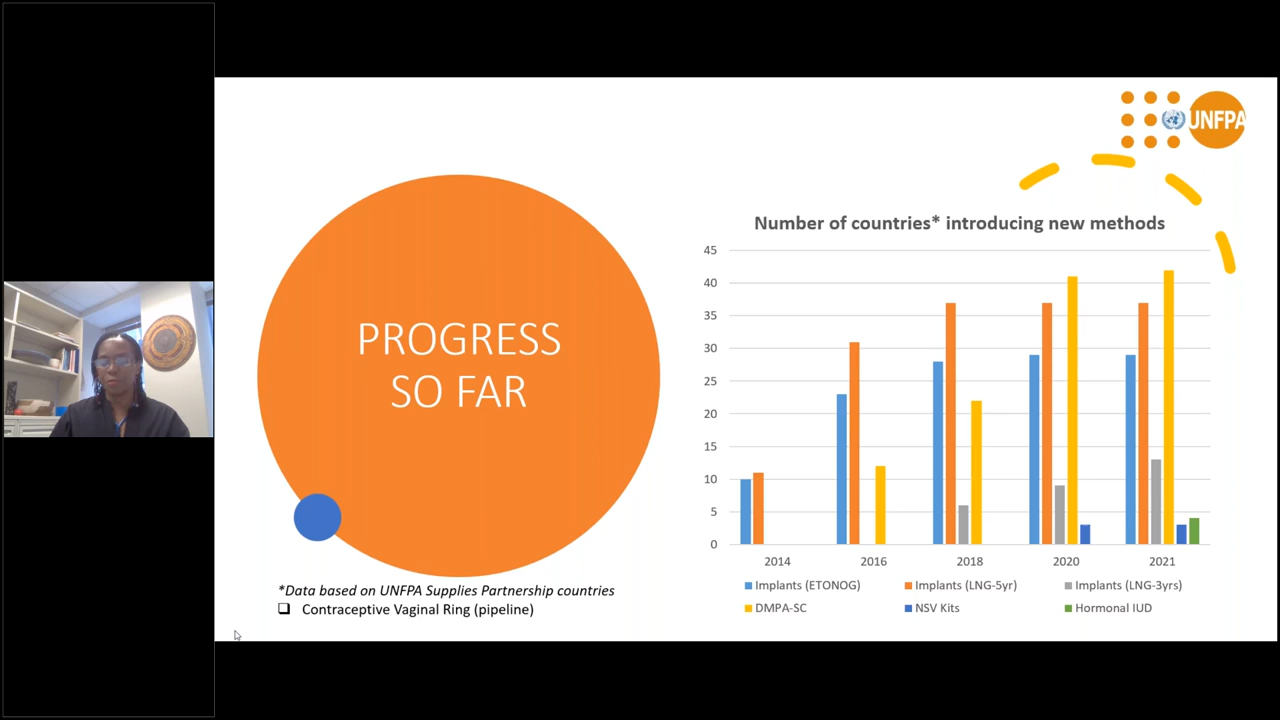 UNFPA
PROGRESS
SO FAR
*Data based on UNFPA Supplies Partnership countries
❑ Contraceptive Vaginal Ring (pipeline)
Number of countries* introducing new methods
45
40
35
30
25
20
15
10
5
0
2014 2016 2018 2020 2021
Implants (ETONOG) Implants (LNG-5yr) Implants (LNG-3yrs)
DMPA-SC NSV Kits Hormonal IUD